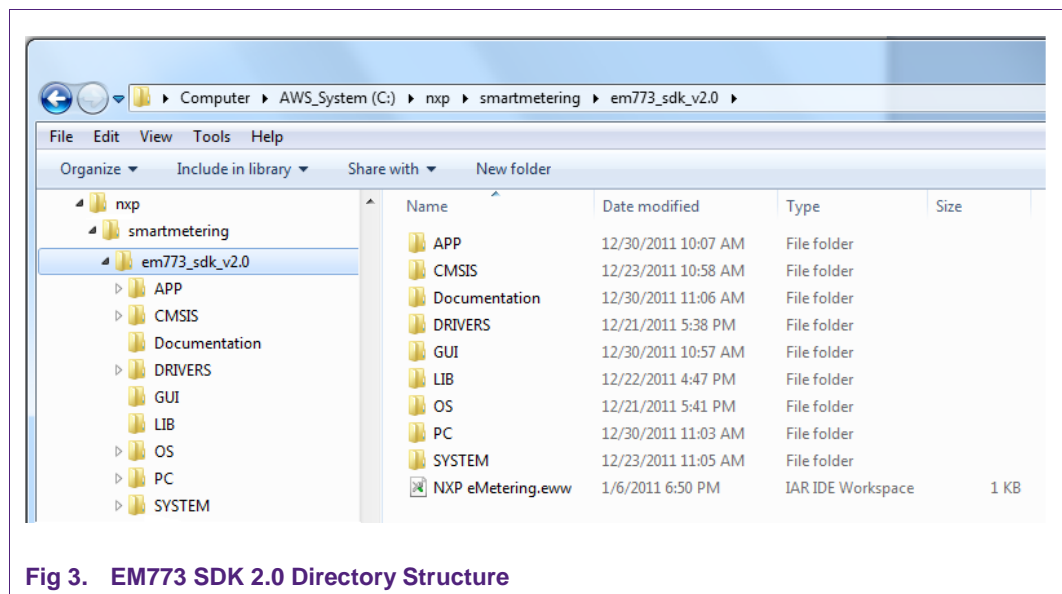 Computer AWS_System (C:) nxp smartmetering em773_sdk_v2.0
File Edit View Tools Help
Organize Include in library Share with New folder
nxp
smartmetering
em773_sdk_v2.0
APP
CMSIS
Documentation
DRIVERS
GUI
LIB
OS
PC
SYSTEM
Name Date modified Type Size
APP 12/30/2011 10:07 AM File folder
CMSIS 12/23/2011 10:58 AM File folder
Documentation 12/30/2011 11:06 AM File folder
DRIVERS 12/21/2011 5:38 PM File folder
GUI 12/30/2011 10:57 AM File folder
LIB 12/22/2011 4:47 PM File folder
OS 12/21/2011 5:41 PM File folder
PC 12/30/2011 11:03 AM File folder
SYSTEM 12/23/2011 11:05 AM File folder
NXP eMetering.eww 1/6/2011 6:50 PM IAR IDE Workspace 1 KB
Fig 3. EM773 SDK 2.0 Directory Structure